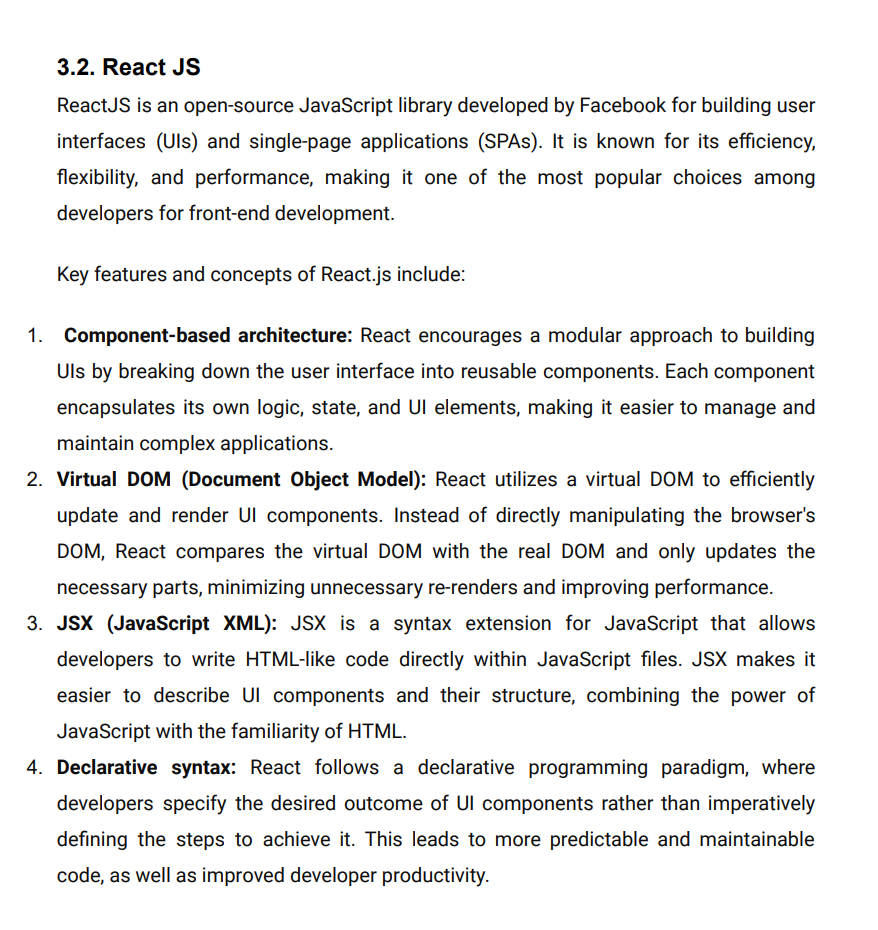 3.2. React JS
ReactJS is an open-source JavaScript library developed by Facebook for building user
interfaces (UIs) and single-page applications (SPAs). It is known for its efficiency,
flexibility, and performance, making it one of the most popular choices among
developers for front-end development.
Key features and concepts of React.js include:
1. Component-based architecture: React encourages a modular approach to building
UIs by breaking down the user interface into reusable components. Each component
encapsulates its own logic, state, and UI elements, making it easier to manage and
maintain complex applications.
2. Virtual DOM (Document Object Model): React utilizes a virtual DOM to efficiently
update and render UI components. Instead of directly manipulating the browser's
DOM, React compares the virtual DOM with the real DOM and only updates the
necessary parts, minimizing unnecessary re-renders and improving performance.
3. JSX (JavaScript XML): JSX is a syntax extension for JavaScript that allows
developers to write HTML-like code directly within JavaScript files. JSX makes it
easier to describe UI components and their structure, combining the power of
JavaScript with the familiarity of HTML.
4. Declarative syntax: React follows a declarative programming paradigm, where
developers specify the desired outcome of UI components rather than imperatively
defining the steps to achieve it. This leads to more predictable and maintainable
code, as well as improved developer productivity.